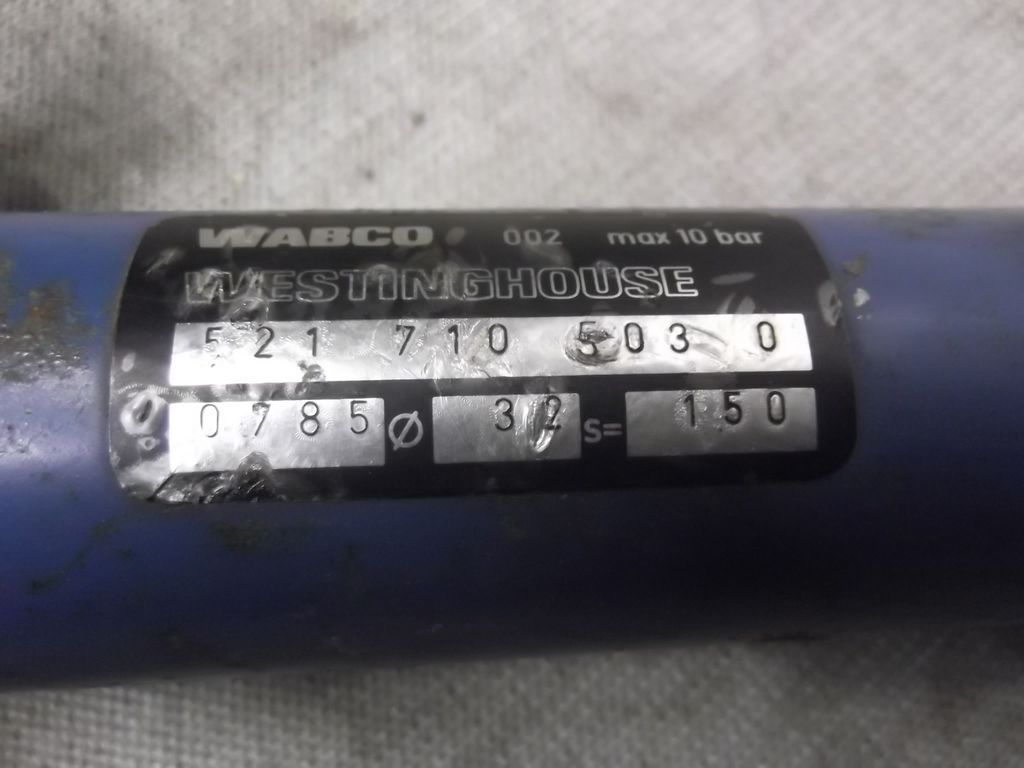 WABCO 002 max 10 bar
WESTINGHOUSE
521 710 503 0
0785 Ø 32 s= 150